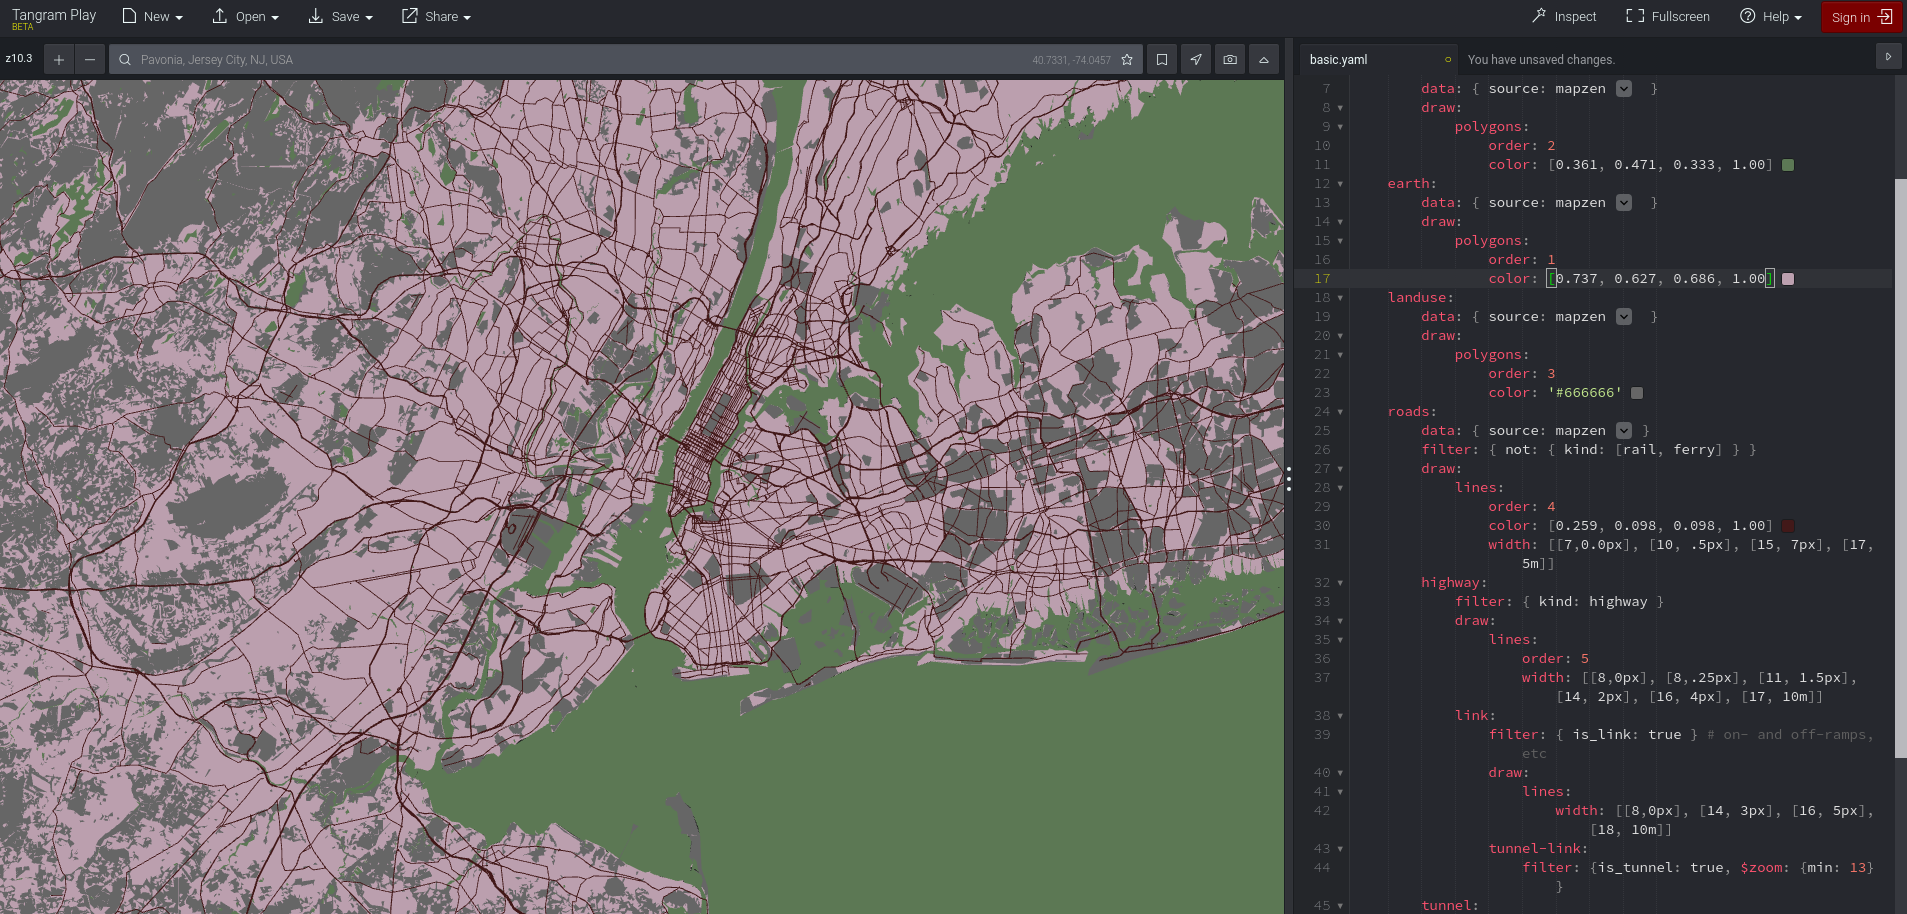 Tangram Play
BETA
New
Open
Save
Share
Inspect
Fullscreen
Help
Sign in
z10.3
Pavonia, Jersey City, NJ, USA
40.7331, -74.0457
basic.yaml
You have unsaved changes.
7 data: { source: mapzen }
8 draw:
9 polygons:
10 order: 2
11 color: [0.361, 0.471, 0.333, 1.00]
12 earth:
13 data: { source: mapzen }
14 draw:
15 polygons:
16 order: 1
17 color: [0.737, 0.627, 0.686, 1.00]
18 landuse:
19 data: { source: mapzen }
20 draw:
21 polygons:
22 order: 3
23 color: '#666666'
24 roads:
25 data: { source: mapzen }
26 filter: { not: { kind: [rail, ferry] } }
27 draw:
28 lines:
29 order: 4
30 color: [0.259, 0.098, 0.098, 1.00]
31 width: [[7,0.0px], [10, .5px], [15, 7px], [17,
5m]]
32 highway:
33 filter: { kind: highway }
34 draw:
35 lines:
36 order: 5
37 width: [[8,0px], [8,.25px], [11, 1.5px],
[14, 2px], [16, 4px], [17, 10m]]
38 link:
39 filter: { is_link: true } # on- and off-ramps,
etc
40 draw:
41 lines:
42 width: [[8,0px], [14, 3px], [16, 5px],
[18, 10m]]
43 tunnel-link:
44 filter: {is_tunnel: true, $zoom: {min: 13}
}
45 tunnel: